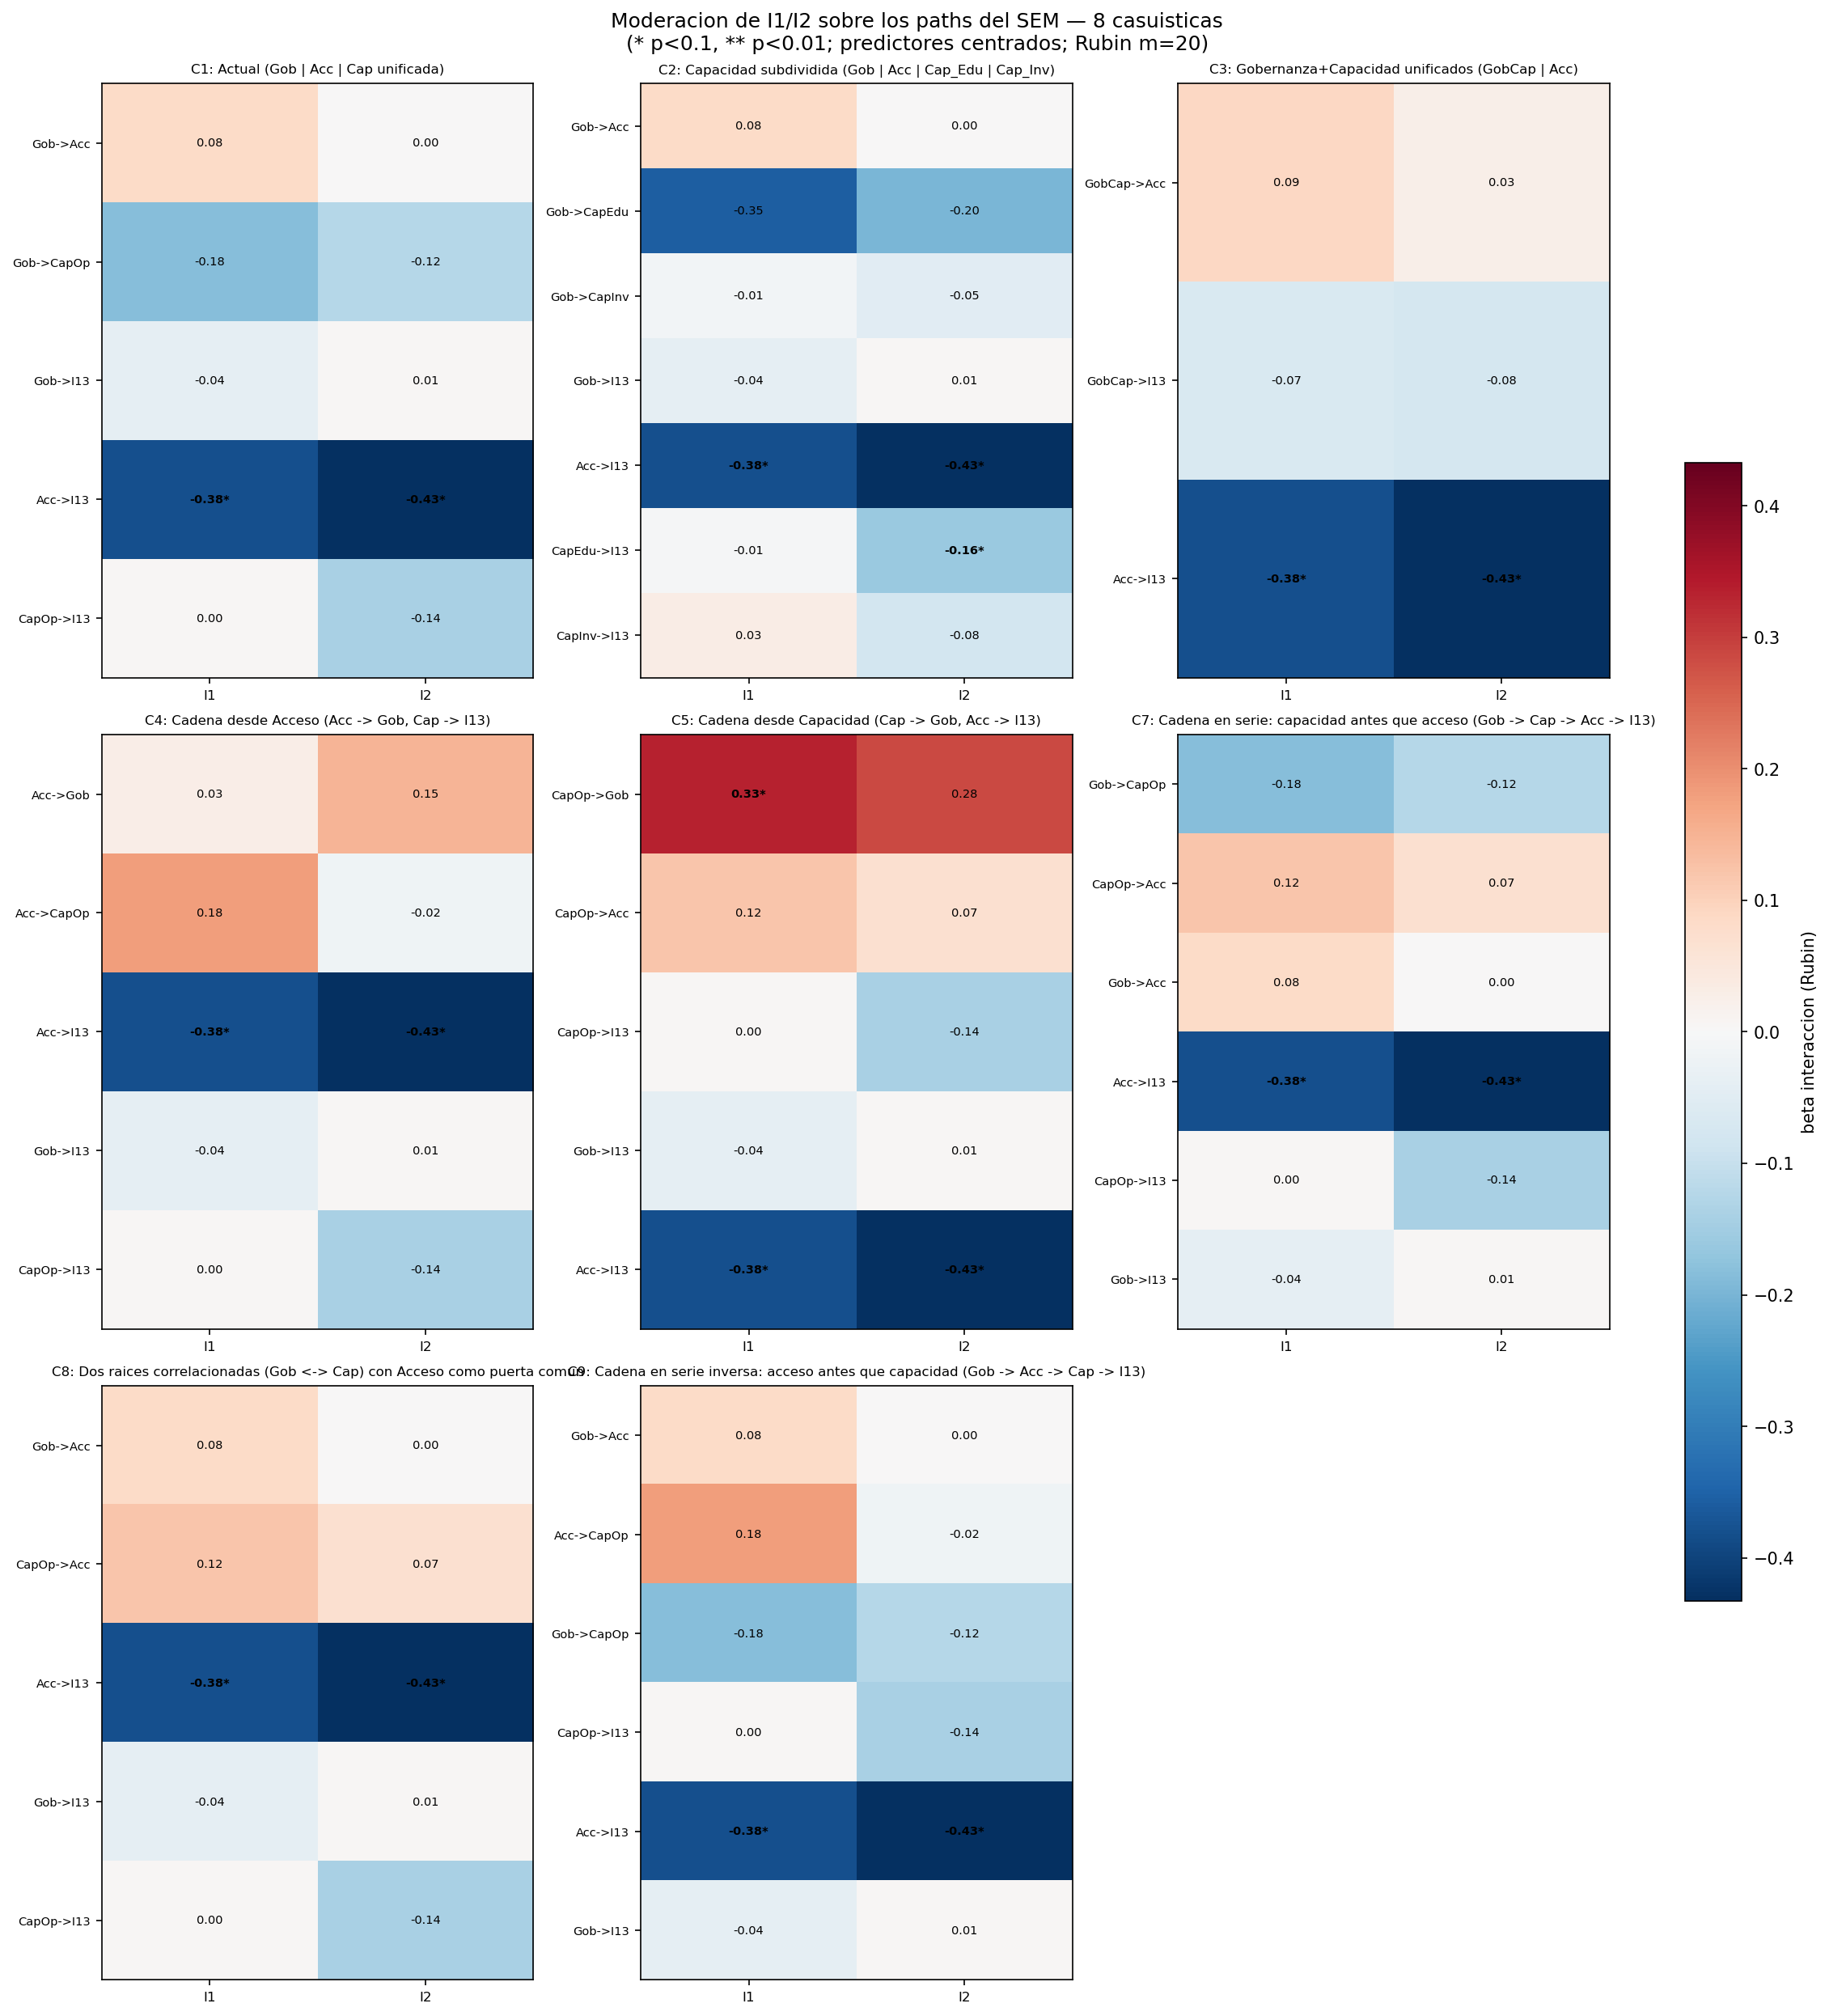 Moderacion de I1/I2 sobre los paths del SEM — 8 casuisticas
(* p<0.1, ** p<0.01; predictores centrados; Rubin m=20)
C1: Actual (Gob | Acc | Cap unificada)
Gob->Acc 0.08 0.00
Gob->CapOp -0.18 -0.12
Gob->I13 -0.04 0.01
Acc->I13 -0.38* -0.43*
CapOp->I13 0.00 -0.14
I1 I2
C2: Capacidad subdividida (Gob | Acc | Cap_Edu | Cap_Inv)
Gob->Acc 0.08 0.00
Gob->CapEdu -0.35 -0.20
Gob->CapInv -0.01 -0.05
Gob->I13 -0.04 0.01
Acc->I13 -0.38* -0.43*
CapEdu->I13 -0.01 -0.16*
CapInv->I13 0.03 -0.08
I1 I2
C3: Gobernanza+Capacidad unificados (GobCap | Acc)
GobCap->Acc 0.09 0.03
GobCap->I13 -0.07 -0.08
Acc->I13 -0.38* -0.43*
I1 I2
C4: Cadena desde Acceso (Acc -> Gob, Cap -> I13)
Acc->Gob 0.03 0.15
Acc->CapOp 0.18 -0.02
Acc->I13 -0.38* -0.43*
Gob->I13 -0.04 0.01
CapOp->I13 0.00 -0.14
I1 I2
C5: Cadena desde Capacidad (Cap -> Gob, Acc -> I13)
CapOp->Gob 0.33* 0.28
CapOp->Acc 0.12 0.07
CapOp->I13 0.00 -0.14
Gob->I13 -0.04 0.01
Acc->I13 -0.38* -0.43*
I1 I2
C7: Cadena en serie: capacidad antes que acceso (Gob -> Cap -> Acc -> I13)
Gob->CapOp -0.18 -0.12
CapOp->Acc 0.12 0.07
Gob->Acc 0.08 0.00
Acc->I13 -0.38* -0.43*
CapOp->I13 0.00 -0.14
Gob->I13 -0.04 0.01
I1 I2
C8: Dos raices correlacionadas (Gob <-> Cap) con Acceso como puerta comun
Gob->Acc 0.08 0.00
CapOp->Acc 0.12 0.07
Acc->I13 -0.38* -0.43*
Gob->I13 -0.04 0.01
CapOp->I13 0.00 -0.14
I1 I2
C9: Cadena en serie inversa: acceso antes que capacidad (Gob -> Acc -> Cap -> I13)
Gob->Acc 0.08 0.00
Acc->CapOp 0.18 -0.02
Gob->CapOp -0.18 -0.12
CapOp->I13 0.00 -0.14
Acc->I13 -0.38* -0.43*
Gob->I13 -0.04 0.01
I1 I2
0.4
0.3
0.2
0.1
0.0
−0.1
−0.2
−0.3
−0.4
beta interaccion (Rubin)